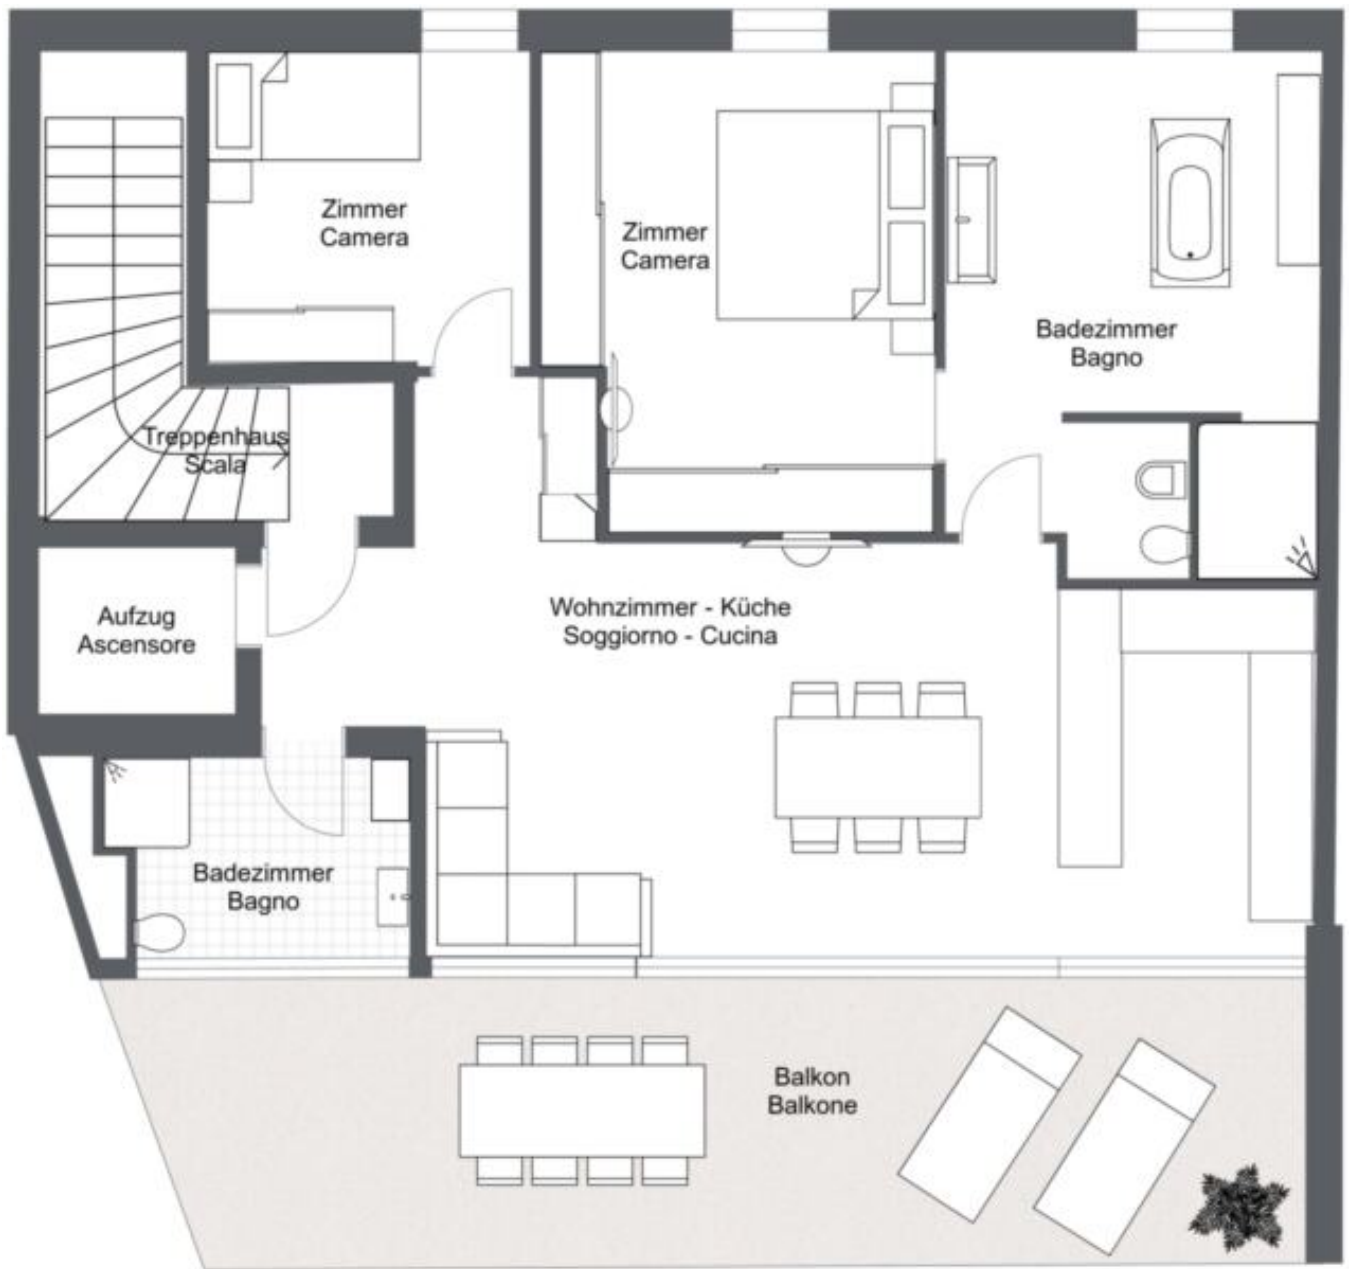 Zimmer
Camera
Zimmer
Camera
Badezimmer
Bagno
Treppenhaus
Scala
Aufzug
Ascensore
Wohnzimmer - Küche
Soggiorno - Cucina
Badezimmer
Bagno
Balkon
Balkone